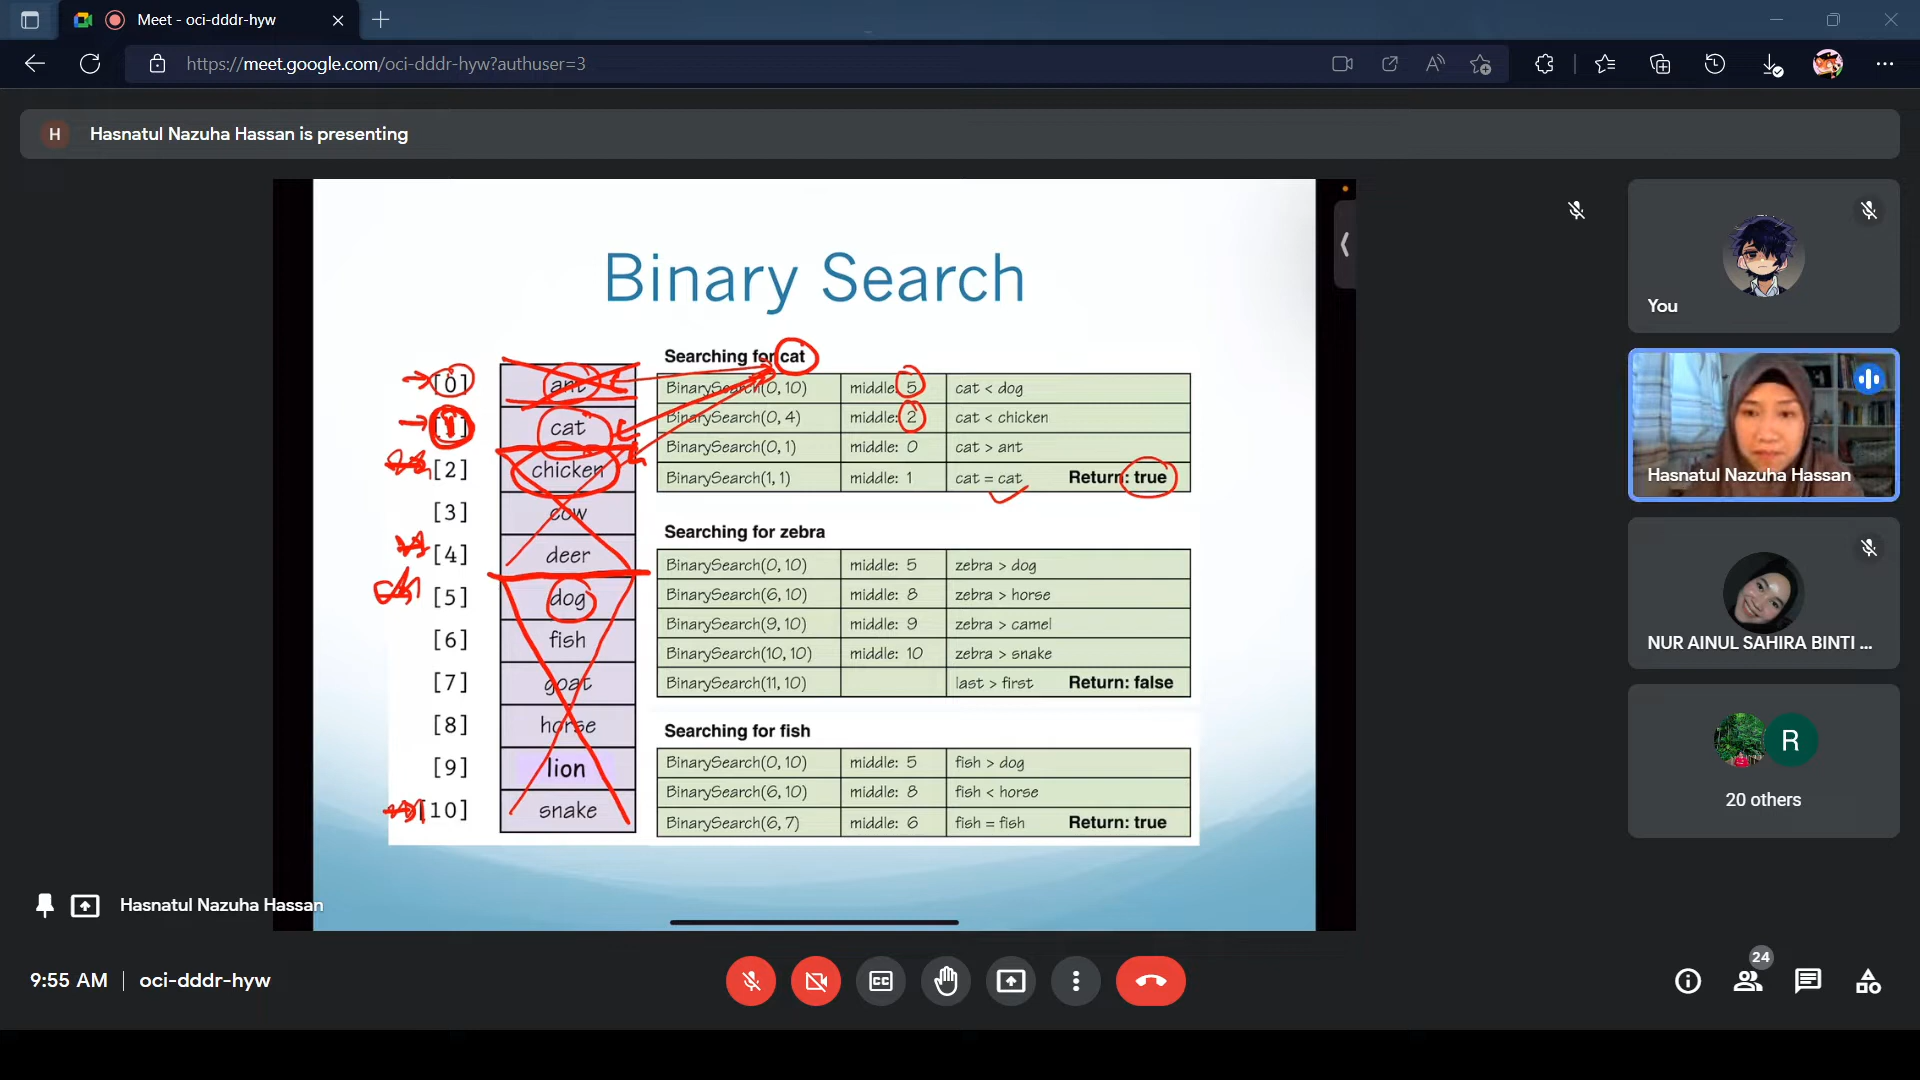 Meet - oci-dddr-hyw
https://meet.google.com/oci-dddr-hyw?authuser=3
H Hasnatul Nazuha Hassan is presenting
Binary Search
[0] ant
[1] cat
[2] chicken
[3] cow
[4] deer
[5] dog
[6] fish
[7] goat
[8] horse
[9] lion
[10] snake
Searching for cat
BinarySearch(0, 10) middle: 5 cat < dog
BinarySearch(0, 4) middle: 2 cat < chicken
BinarySearch(0, 1) middle: 0 cat > ant
BinarySearch(1, 1) middle: 1 cat = cat Return: true
Searching for zebra
BinarySearch(0, 10) middle: 5 zebra > dog
BinarySearch(6, 10) middle: 8 zebra > horse
BinarySearch(9, 10) middle: 9 zebra > camel
BinarySearch(10, 10) middle: 10 zebra > snake
BinarySearch(11, 10) last > first Return: false
Searching for fish
BinarySearch(0, 10) middle: 5 fish > dog
BinarySearch(6, 10) middle: 8 fish < horse
BinarySearch(6, 7) middle: 6 fish = fish Return: true
You
Hasnatul Nazuha Hassan
NUR AINUL SAHIRA BINTI ...
R
20 others
Hasnatul Nazuha Hassan
9:55 AM oci-dddr-hyw
CC
24